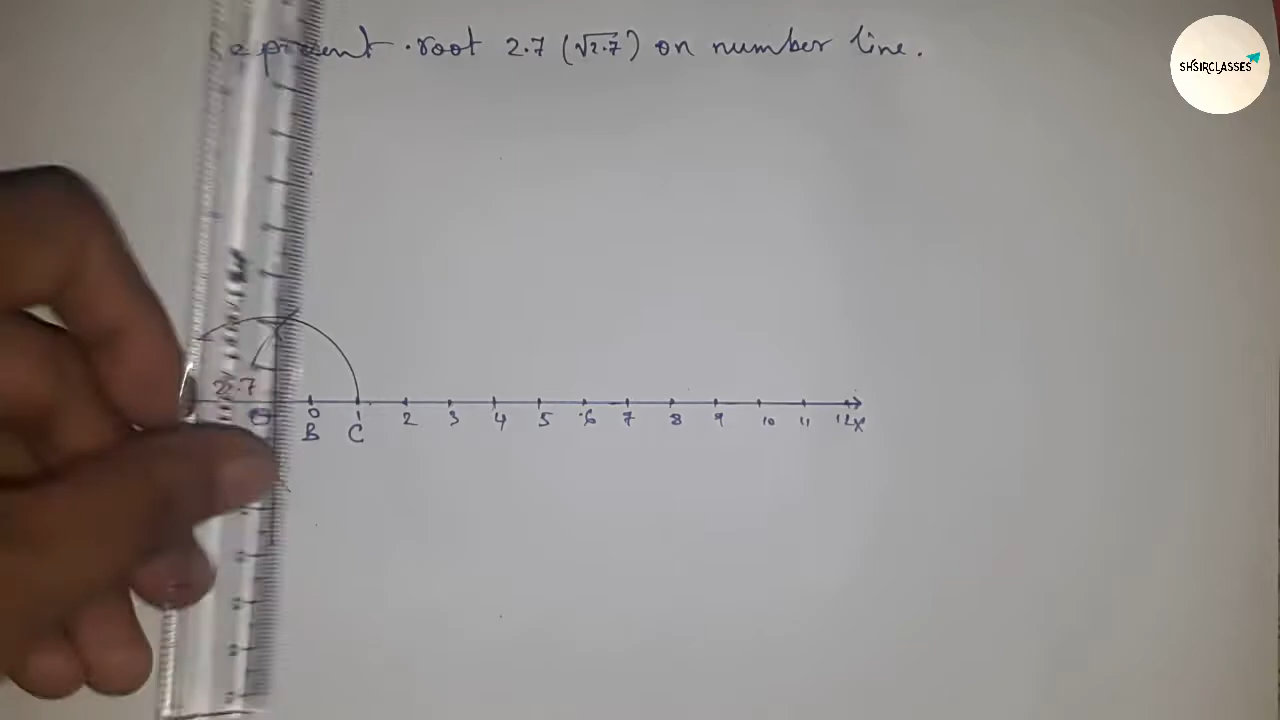 root 2.7 (√2.7) on number line.
SHSIRCLASSES
2.7
0 1 2 3 4 5 6 7 8 9 10 11 12 X
B C